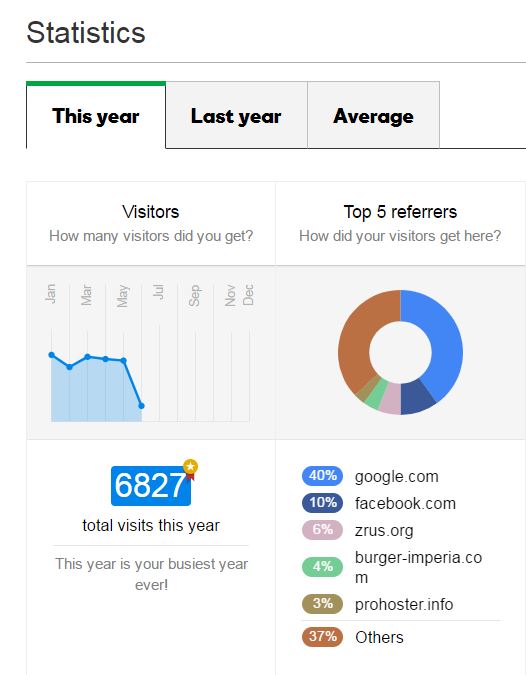 Statistics
This year
Last year
Average
Visitors
How many visitors did you get?
Jan
Mar
May
Jul
Sep
Nov
Dec
6827
total visits this year
This year is your busiest year
ever!
Top 5 referrers
How did your visitors get here?
40% google.com
10% facebook.com
6% zrus.org
4% burger-imperia.co
m
3% prohoster.info
37% Others